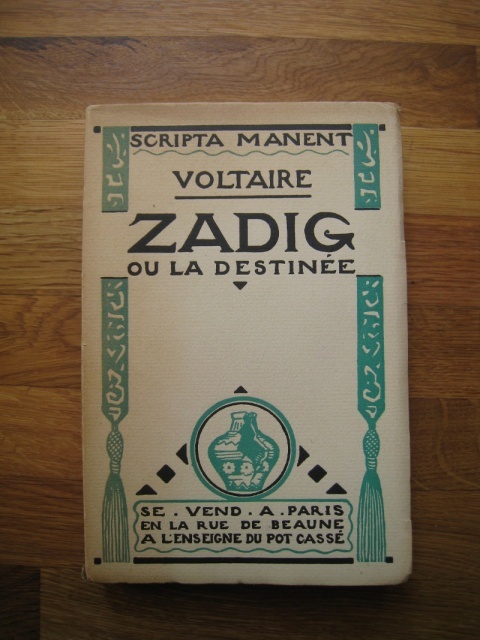 SCRIPTA MANENT
VOLTAIRE
ZADIG
OU LA DESTINÉE
SE . VEND . A . PARIS
EN LA RUE DE BEAUNE
A L'ENSEIGNE DU POT CASSÉ